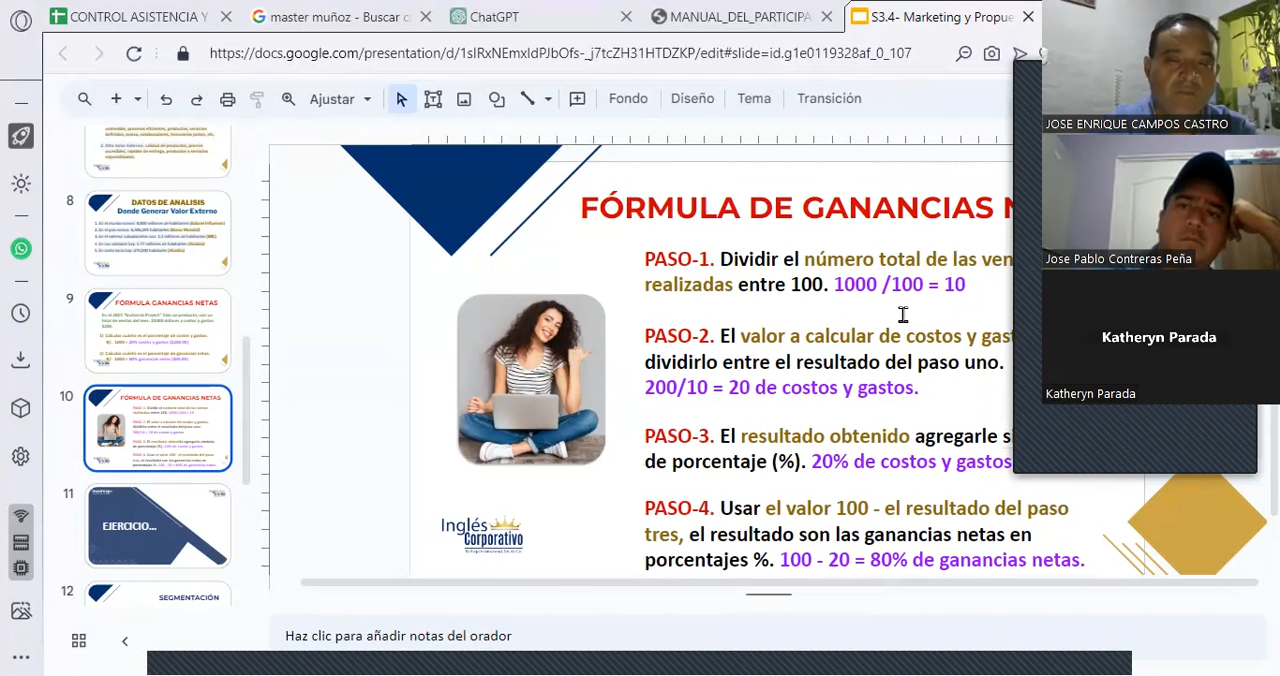 CONTROL ASISTENCIA Y
master muñoz - Buscar c
ChatGPT
MANUAL_DEL_PARTICIPA
S3.4- Marketing y Propue
https://docs.google.com/presentation/d/1slRxNEmxldPJbOfs-_j7tcZH31HTDZKP/edit#slide=id.g1e0119328af_0_107
Ajustar
Fondo
Diseño
Tema
Transición
8
DATOS DE ANALISIS
Donde Generar Valor Externo
9
FÓRMULA GANANCIAS NETAS
10
FÓRMULA DE GANANCIAS NETAS
11
EJERCICIO...
12
SEGMENTACIÓN
FÓRMULA DE GANANCIAS N
PASO-1. Dividir el número total de las ven
realizadas entre 100. 1000 /100 = 10
PASO-2. El valor a calcular de costos y gast
dividirlo entre el resultado del paso uno.
200/10 = 20 de costos y gastos.
PASO-3. El resultado obtenido agregarle s
de porcentaje (%). 20% de costos y gastos
PASO-4. Usar el valor 100 - el resultado del paso
tres, el resultado son las ganancias netas en
porcentajes %. 100 - 20 = 80% de ganancias netas.
Inglés
Corporativo
Haz clic para añadir notas del orador
JOSE ENRIQUE CAMPOS CASTRO
Jose Pablo Contreras Peña
Katheryn Parada
Katheryn Parada